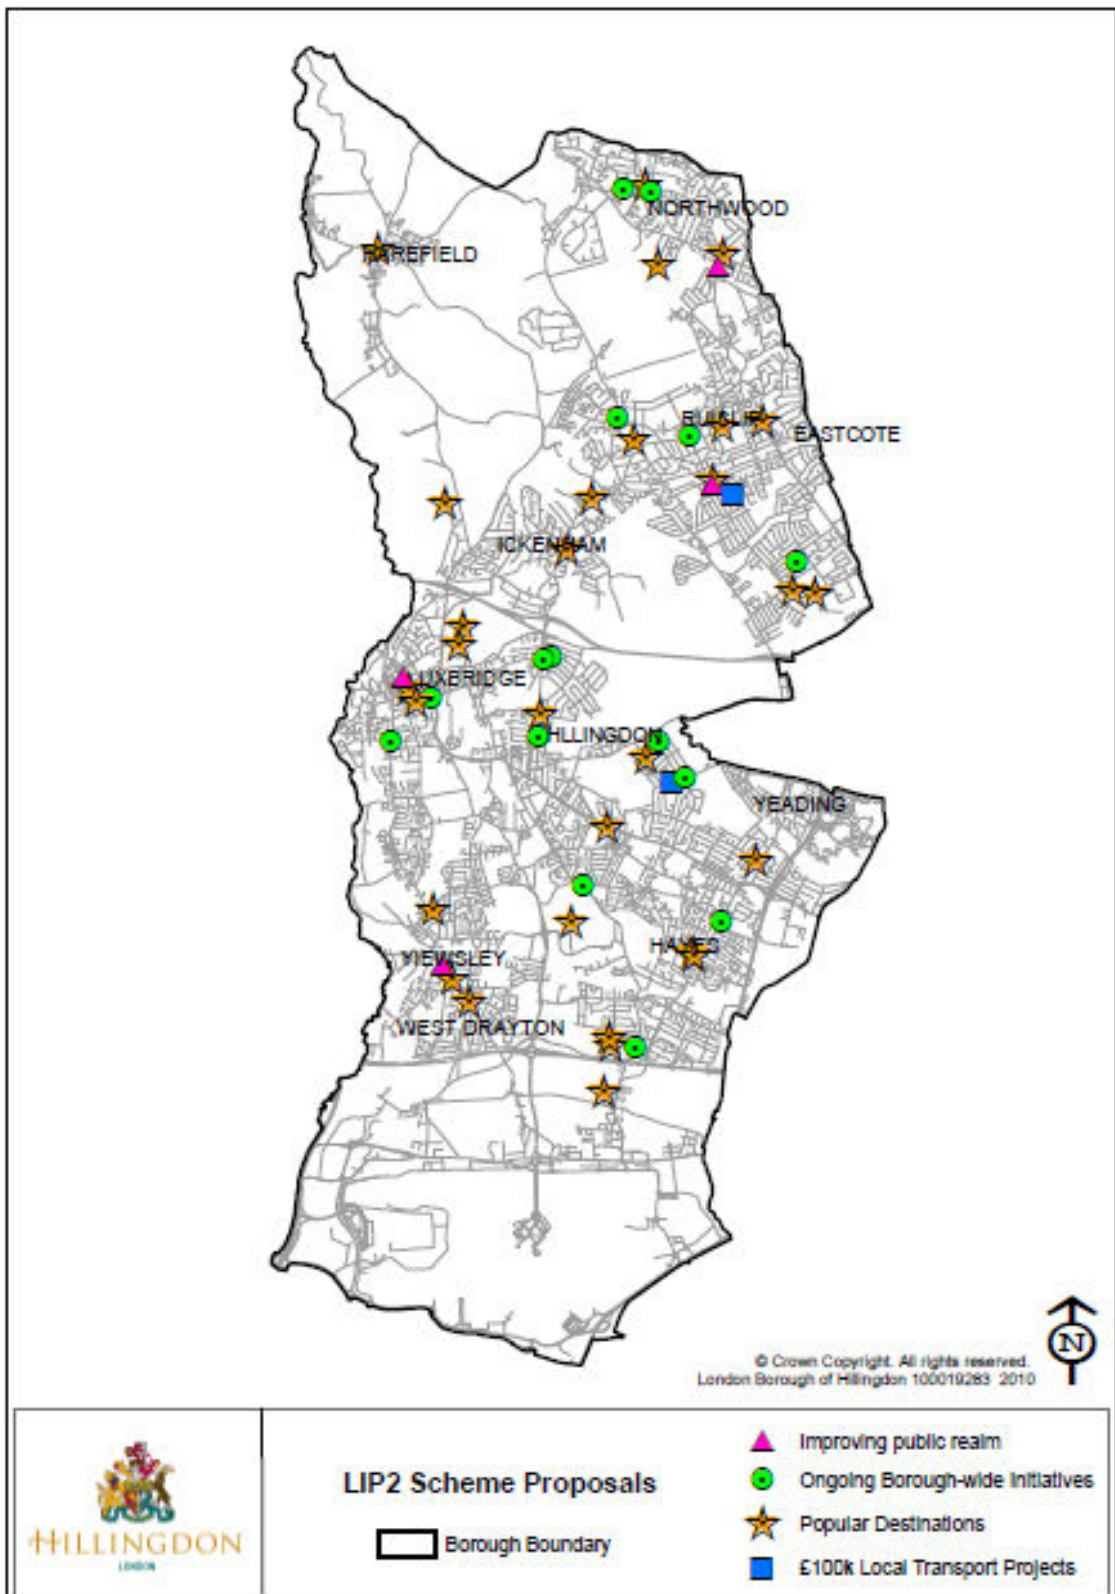 NORTHWOOD
HAREFIELD
RUISLIP
EASTCOTE
ICKENHAM
UXBRIDGE
HILLINGDON
YEADING
HAYES
YIEWSLEY
WEST DRAYTON
N
© Crown Copyright. All rights reserved.
London Borough of Hillingdon 100019283 2010
HILLINGDON
LONDON
LIP2 Scheme Proposals
Borough Boundary
Improving public realm
Ongoing Borough-wide Initiatives
Popular Destinations
£100k Local Transport Projects